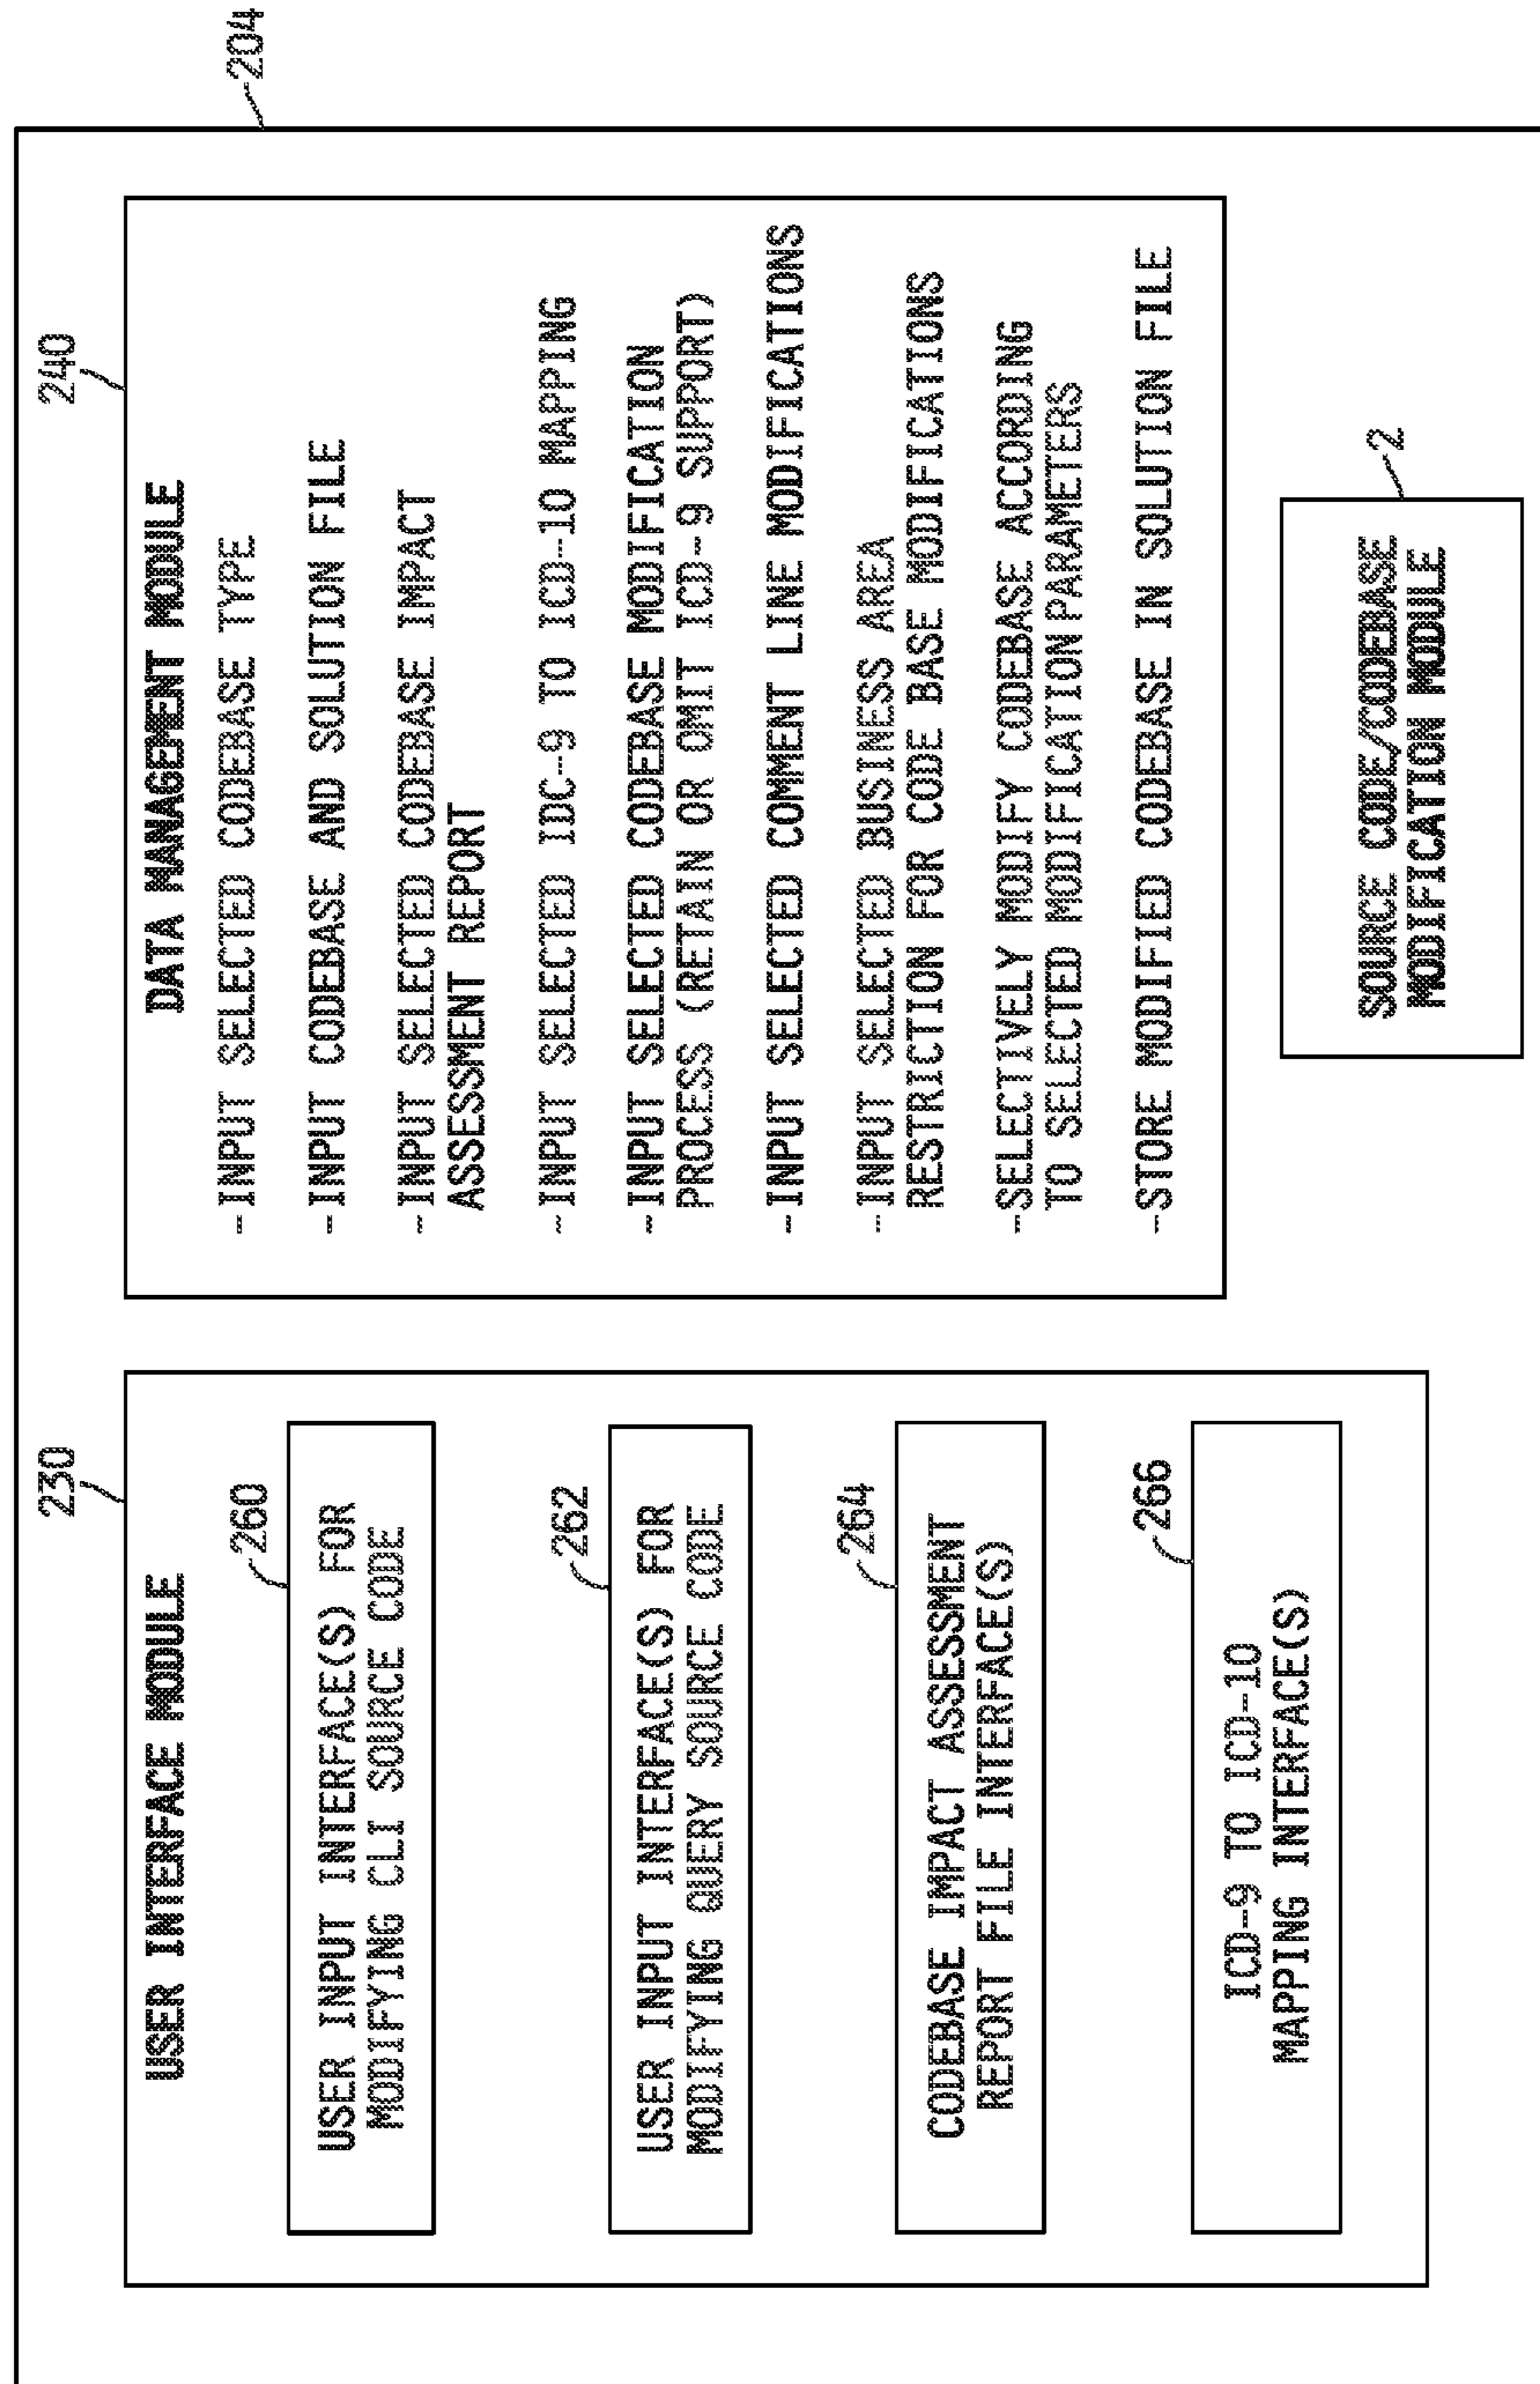 204
230
USER INTERFACE MODULE
260
USER INPUT INTERFACE(S) FOR
MODIFYING CLI SOURCE CODE
262
USER INPUT INTERFACE(S) FOR
MODIFYING QUERY SOURCE CODE
264
CODEBASE IMPACT ASSESSMENT
REPORT FILE INTERFACE(S)
266
ICD-9 TO ICD-10
MAPPING INTERFACE(S)
240
DATA MANAGEMENT MODULE
-INPUT SELECTED CODEBASE TYPE
-INPUT CODEBASE AND SOLUTION FILE
-INPUT SELECTED CODEBASE IMPACT
ASSESSMENT REPORT
-INPUT SELECTED IDC-9 TO ICD-10 MAPPING
-INPUT SELECTED CODEBASE MODIFICATION
PROCESS (RETAIN OR OMIT ICD-9 SUPPORT)
-INPUT SELECTED COMMENT LINE MODIFICATIONS
-INPUT SELECTED BUSINESS AREA
RESTRICTION FOR CODE BASE MODIFICATIONS
-SELECTIVELY MODIFY CODEBASE ACCORDING
TO SELECTED MODIFICATION PARAMETERS
-STORE MODIFIED CODEBASE IN SOLUTION FILE
2
SOURCE CODE/CODEBASE
MODIFICATION MODULE